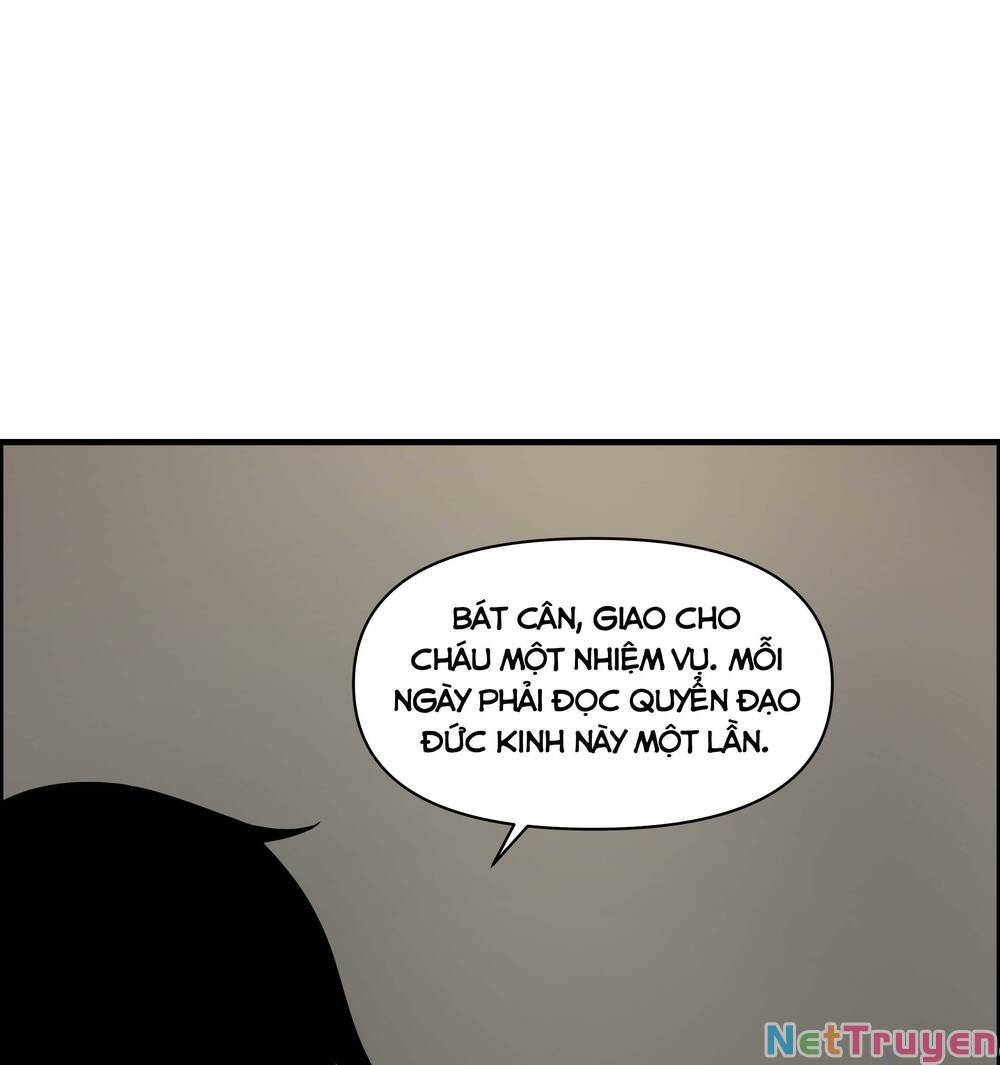 BÁT CÂN, GIAO CHO
CHÁU MỘT NHIỆM VỤ. MỖI
NGÀY PHẢI ĐỌC QUYỂN ĐẠO
ĐỨC KINH NÀY MỘT LẦN.
NetTruyen